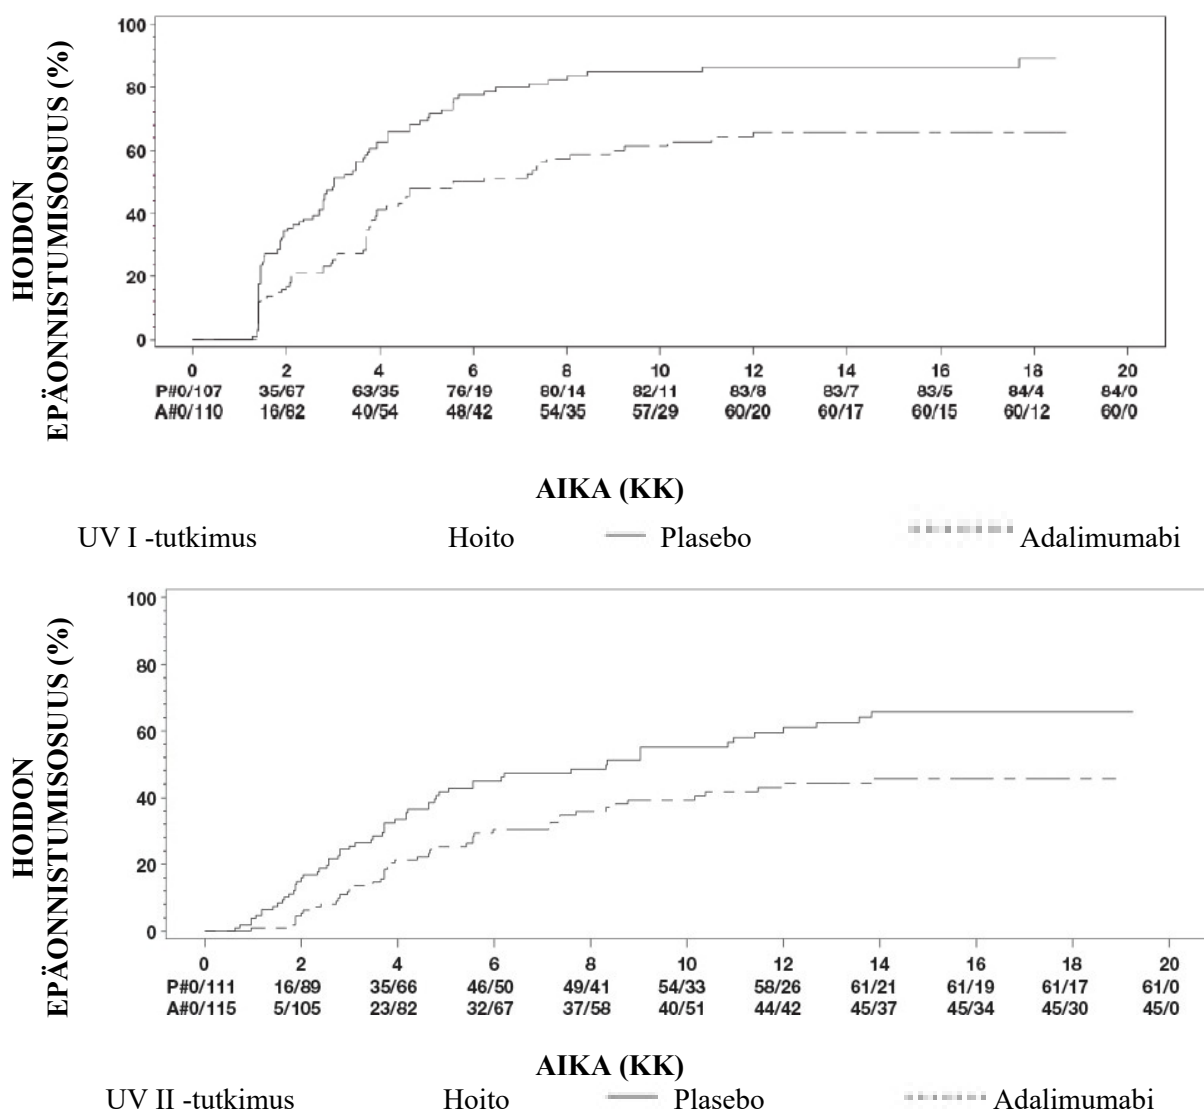 HOIDON
EPÄONNISTUMISOSUUS (%)
100
80
60
40
20
0
0 2 4 6 8 10 12 14 16 18 20
P#0/107 35/67 63/35 76/19 80/14 82/11 83/8 83/7 83/5 84/4 84/0
A#0/110 16/82 40/54 48/42 54/35 57/29 60/20 60/17 60/15 60/12 60/0
AIKA (KK)
UV I -tutkimus Hoito Plasebo Adalimumabi
HOIDON
EPÄONNISTUMISOSUUS (%)
100
80
60
40
20
0
0 2 4 6 8 10 12 14 16 18 20
P#0/111 16/89 35/66 46/50 49/41 54/33 58/26 61/21 61/19 61/17 61/0
A#0/115 5/105 23/82 32/67 37/58 40/51 44/42 45/37 45/34 45/30 45/0
AIKA (KK)
UV II -tutkimus Hoito Plasebo Adalimumabi